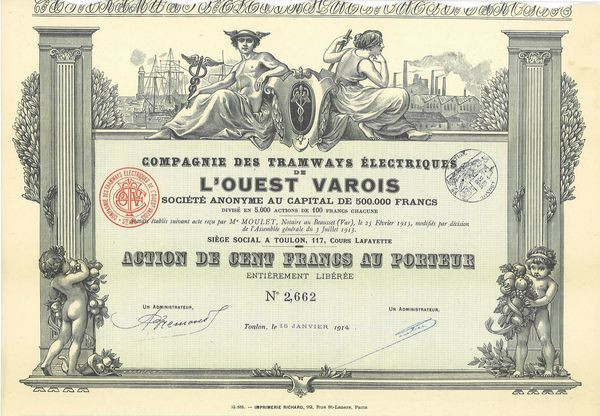 COMPAGNIE DES TRAMWAYS ÉLECTRIQUES
DE
L'OUEST VAROIS
SOCIÉTÉ ANONYME AU CAPITAL DE 500.000 FRANCS
DIVISÉ EN 5.000 ACTIONS DE 100 FRANCS CHACUNE
Statuts établis suivant acte reçu par Me MOULET, Notaire au Beausset (Var), le 25 Février 1913, modifiés par décision
de l'Assemblée générale du 3 Juillet 1913.
SIÈGE SOCIAL A TOULON, 117, COURS LAFAYETTE
ACTION DE CENT FRANCS AU PORTEUR
ENTIÈREMENT LIBÉRÉE
No 2,662
UN ADMINISTRATEUR,
UN ADMINISTRATEUR,
Toulon, le 15 JANVIER 1914
IMPRIMERIE RICHARD, 92, Rue St-Lazare, Paris